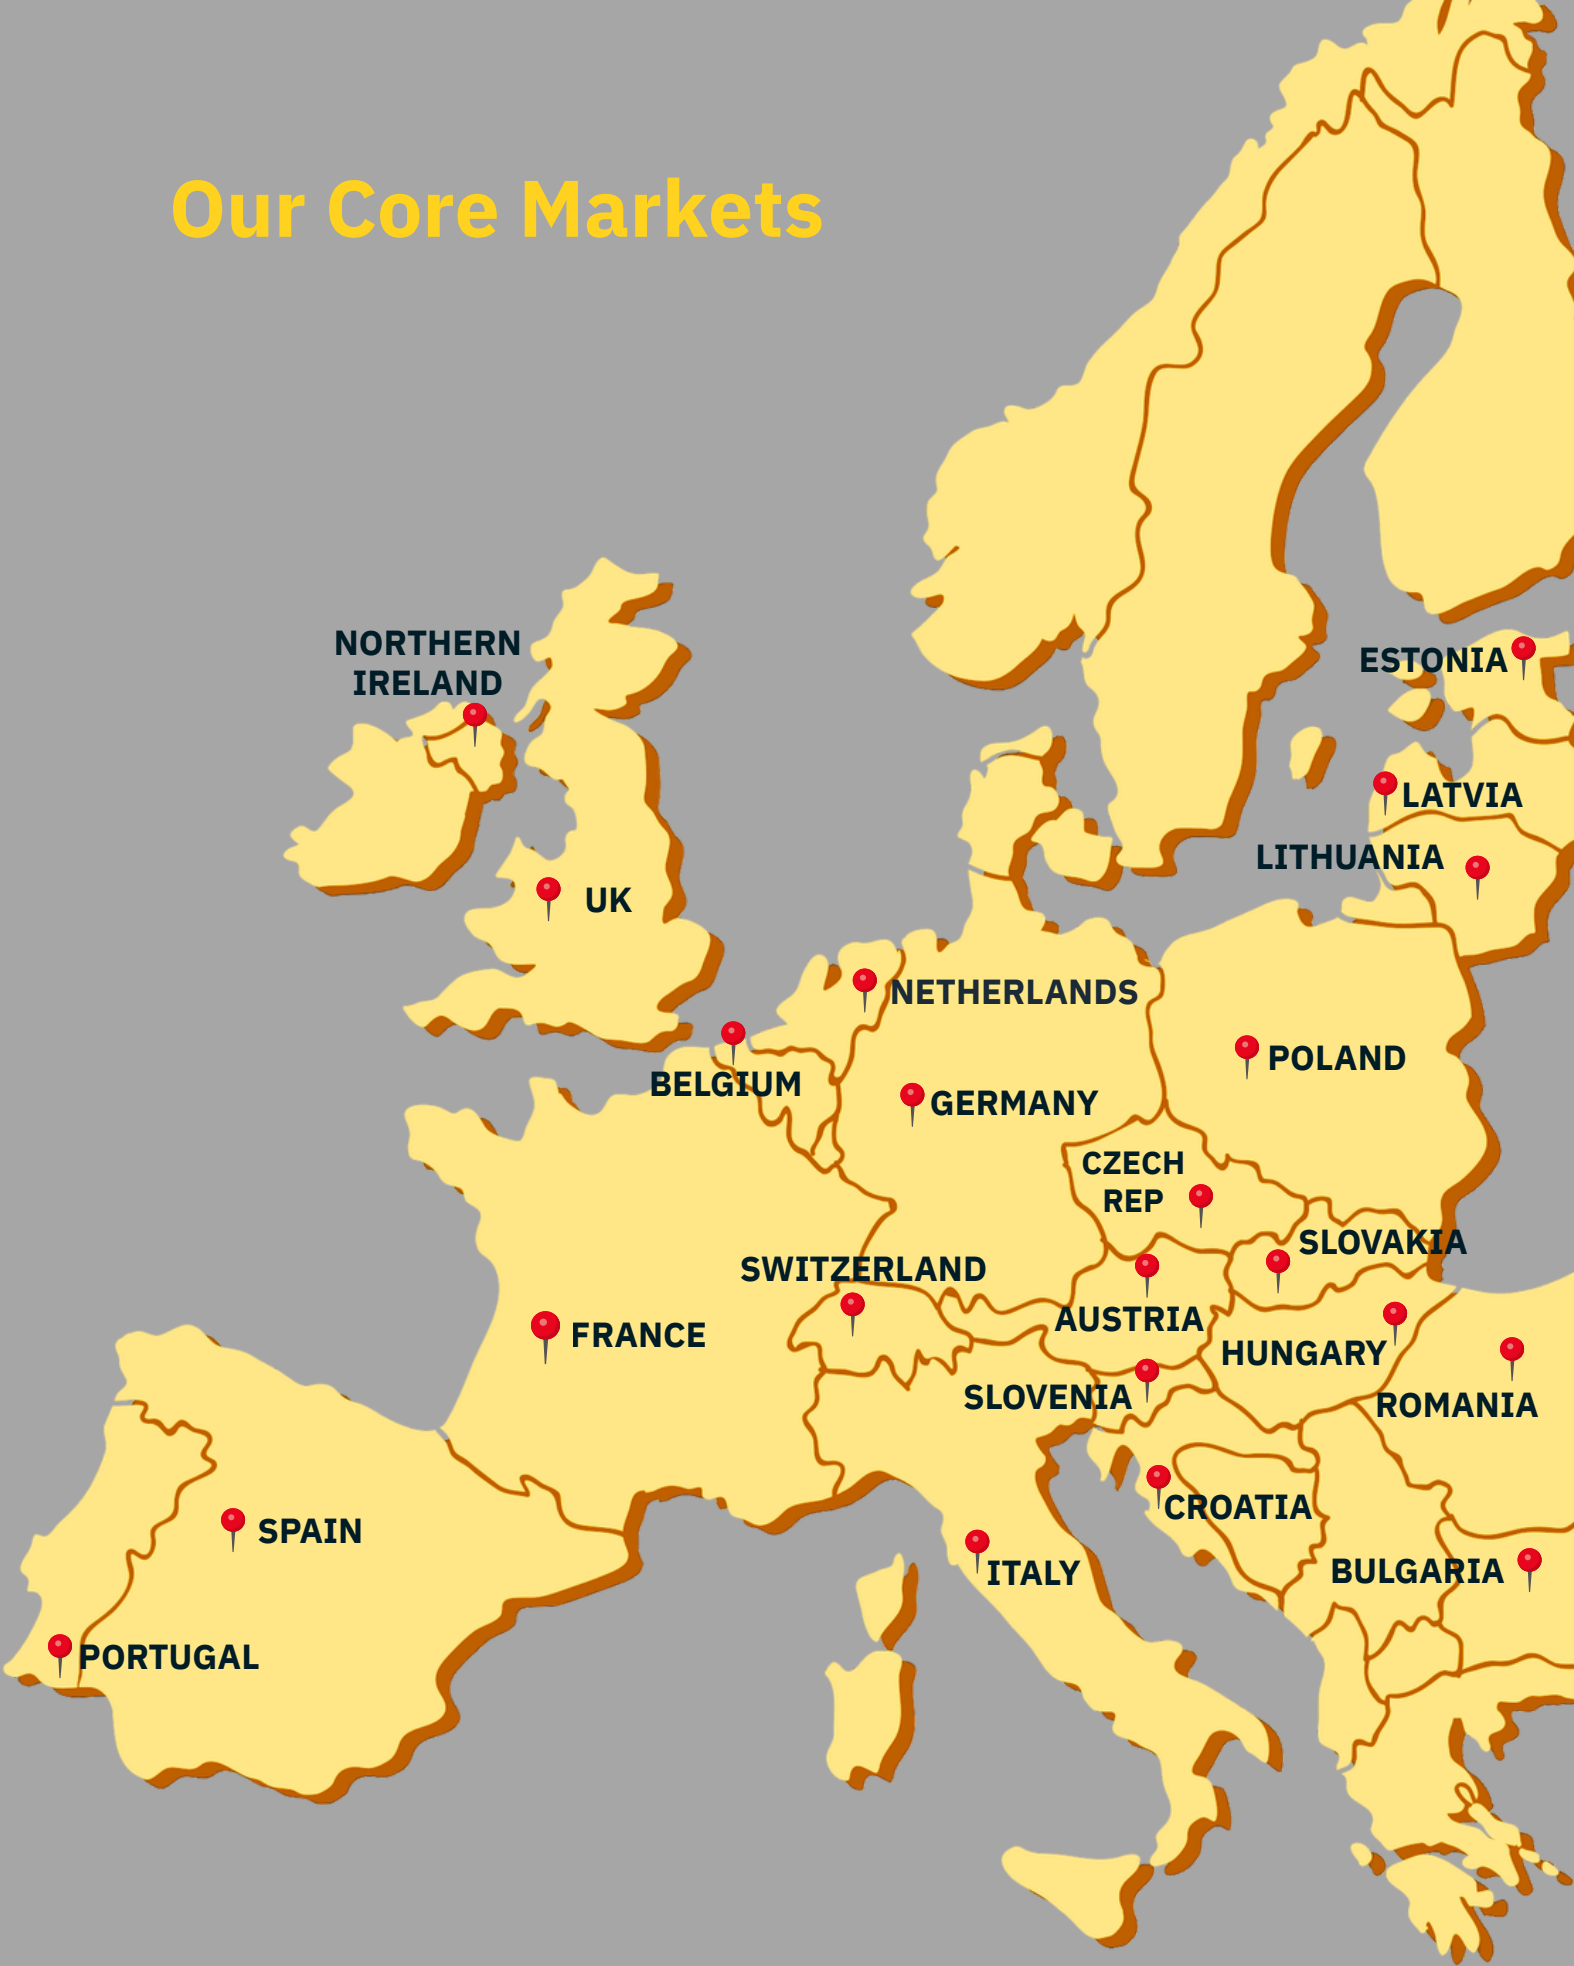 Our Core Markets
NORTHERN
IRELAND
ESTONIA
LATVIA
LITHUANIA
UK
NETHERLANDS
POLAND
BELGIUM
GERMANY
CZECH
REP
SLOVAKIA
SWITZERLAND
AUSTRIA
FRANCE
HUNGARY
SLOVENIA
ROMANIA
CROATIA
SPAIN
ITALY
BULGARIA
PORTUGAL